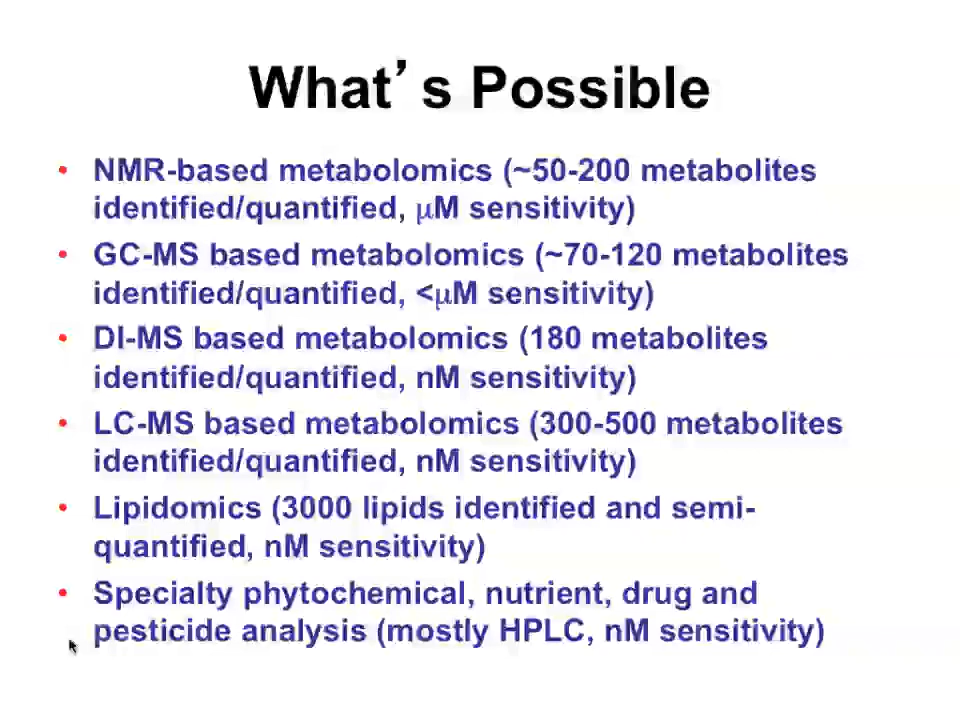 What's Possible
• NMR-based metabolomics (~50-200 metabolites
identified/quantified, μM sensitivity)
• GC-MS based metabolomics (~70-120 metabolites
identified/quantified, <μM sensitivity)
• DI-MS based metabolomics (180 metabolites
identified/quantified, nM sensitivity)
• LC-MS based metabolomics (300-500 metabolites
identified/quantified, nM sensitivity)
• Lipidomics (3000 lipids identified and semi-
quantified, nM sensitivity)
• Specialty phytochemical, nutrient, drug and
pesticide analysis (mostly HPLC, nM sensitivity)